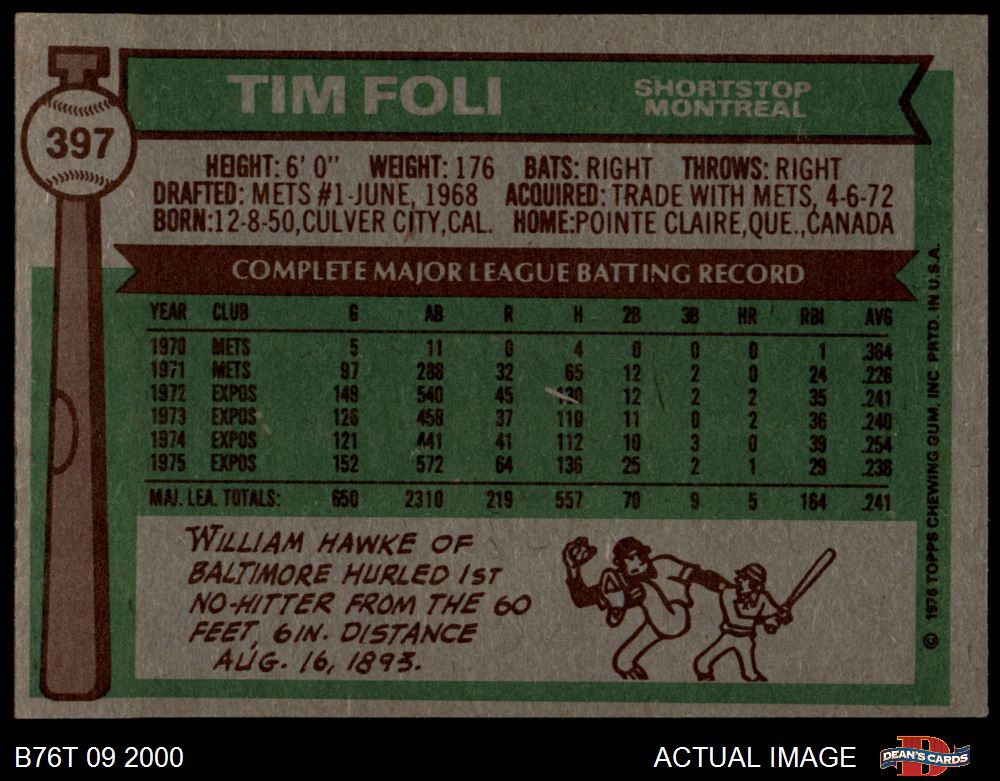 397
TIM FOLI
SHORTSTOP
MONTREAL
HEIGHT: 6' 0" WEIGHT: 176 BATS: RIGHT THROWS: RIGHT
DRAFTED: METS #1-JUNE, 1968 ACQUIRED: TRADE WITH METS, 4-6-72
BORN:12-8-50,CULVER CITY,CAL. HOME:POINTE CLAIRE,QUE.,CANADA
COMPLETE MAJOR LEAGUE BATTING RECORD
YEAR CLUB G AB R H 2B 3B HR RBI AVG
1970 METS 5 11 0 4 0 0 0 1 .364
1971 METS 97 288 32 65 12 2 0 24 .226
1972 EXPOS 149 540 45 130 12 2 2 35 .241
1973 EXPOS 126 458 37 110 11 0 2 36 .240
1974 EXPOS 121 441 41 112 10 3 0 39 .254
1975 EXPOS 152 572 64 136 25 2 1 29 .238
MAJ. LEA. TOTALS: 650 2310 219 557 70 9 5 164 .241
WILLIAM HAWKE OF
BALTIMORE HURLED 1ST
NO-HITTER FROM THE 60
FEET, 6IN. DISTANCE
AUG. 16, 1893.
© 1976 TOPPS CHEWING GUM, INC PRTD. IN U.S.A.
B76T 09 2000
ACTUAL IMAGE
DEAN'S CARDS